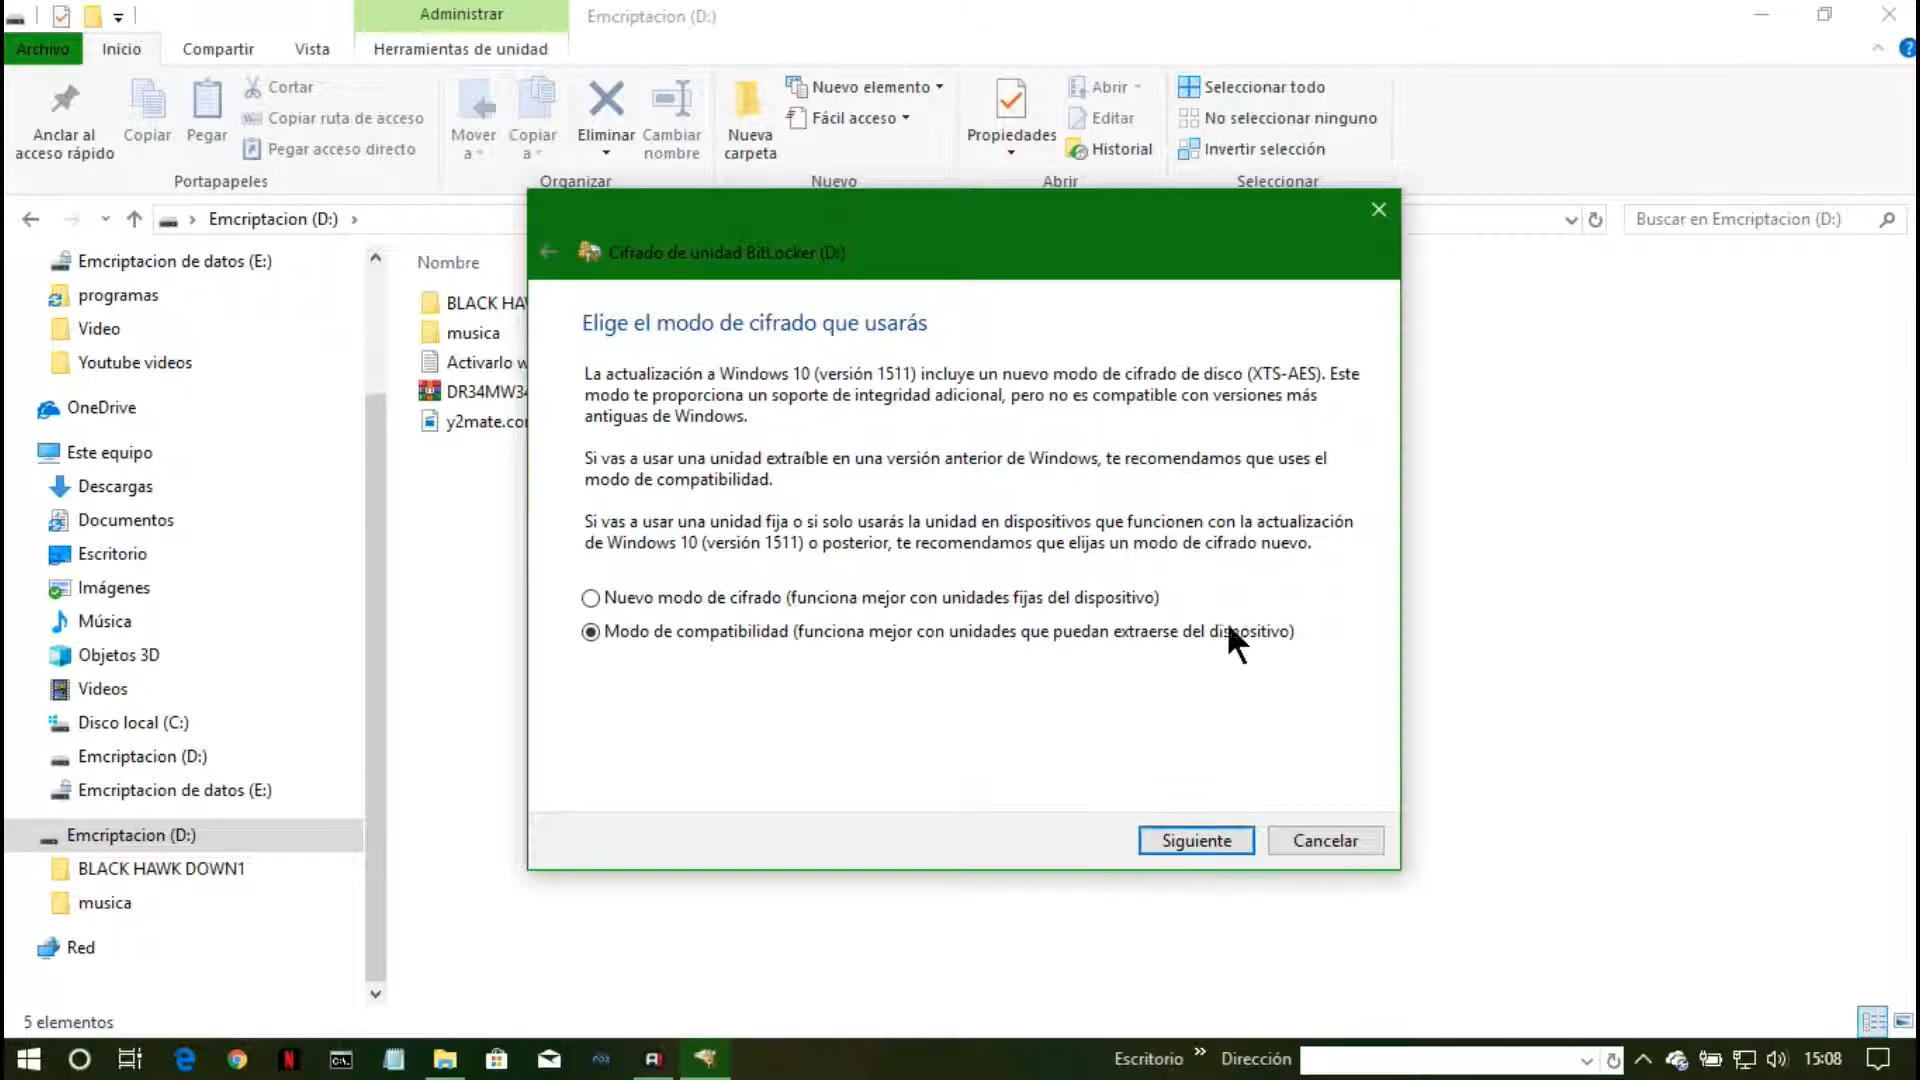 Administrar
Emcriptacion (D:)
Archivo
Inicio
Compartir
Vista
Herramientas de unidad
Anclar al
acceso rápido
Copiar
Pegar
Cortar
Copiar ruta de acceso
Pegar acceso directo
Portapapeles
Mover
a
Copiar
a
Eliminar
Cambiar
nombre
Organizar
Nueva
carpeta
Nuevo elemento
Fácil acceso
Nuevo
Propiedades
Abrir
Editar
Historial
Abrir
Seleccionar todo
No seleccionar ninguno
Invertir selección
Seleccionar
Emcriptacion (D:)
Buscar en Emcriptacion (D:)
Emcriptacion de datos (E:)
programas
Video
Youtube videos
OneDrive
Este equipo
Descargas
Documentos
Escritorio
Imágenes
Música
Objetos 3D
Videos
Disco local (C:)
Emcriptacion (D:)
Emcriptacion de datos (E:)
Emcriptacion (D:)
BLACK HAWK DOWN1
musica
Red
5 elementos
Nombre
BLACK HAW
musica
Activarlo w
DR34MW34
y2mate.co
Cifrado de unidad BitLocker (D:)
Elige el modo de cifrado que usarás
La actualización a Windows 10 (versión 1511) incluye un nuevo modo de cifrado de disco (XTS-AES). Este
modo te proporciona un soporte de integridad adicional, pero no es compatible con versiones más
antiguas de Windows.
Si vas a usar una unidad extraíble en una versión anterior de Windows, te recomendamos que uses el
modo de compatibilidad.
Si vas a usar una unidad fija o si solo usarás la unidad en dispositivos que funcionen con la actualización
de Windows 10 (versión 1511) o posterior, te recomendamos que elijas un modo de cifrado nuevo.
Nuevo modo de cifrado (funciona mejor con unidades fijas del dispositivo)
Modo de compatibilidad (funciona mejor con unidades que puedan extraerse del dispositivo)
Siguiente
Cancelar
Escritorio
Dirección
15:08